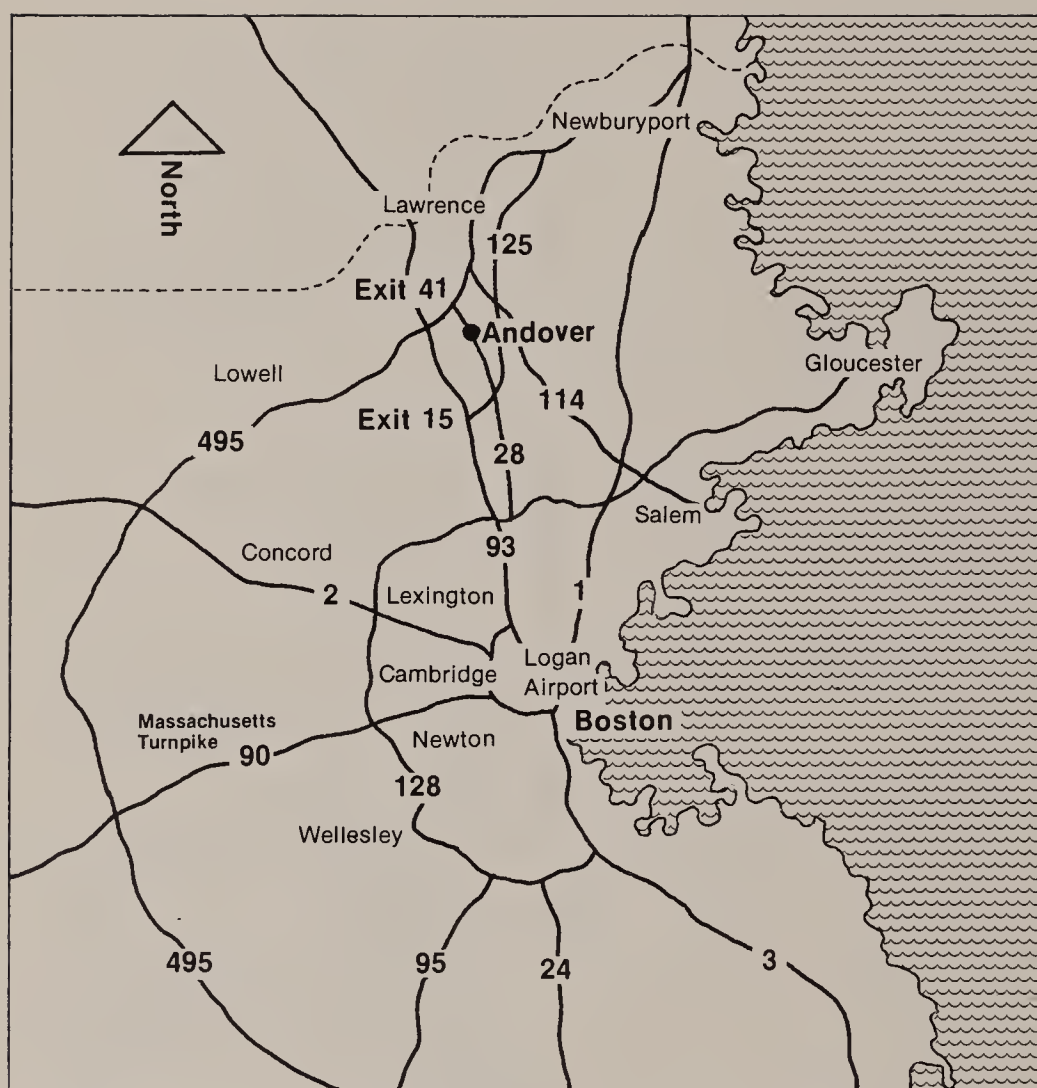 Newburyport
North
Lawrence
125
Exit 41
Andover
Gloucester
Lowell
114
Exit 15
495
28
Salem
93
Concord
2
Lexington
1
Logan
Airport
Cambridge
Boston
Massachusetts
Turnpike
90
Newton
128
Wellesley
495
95
24
3